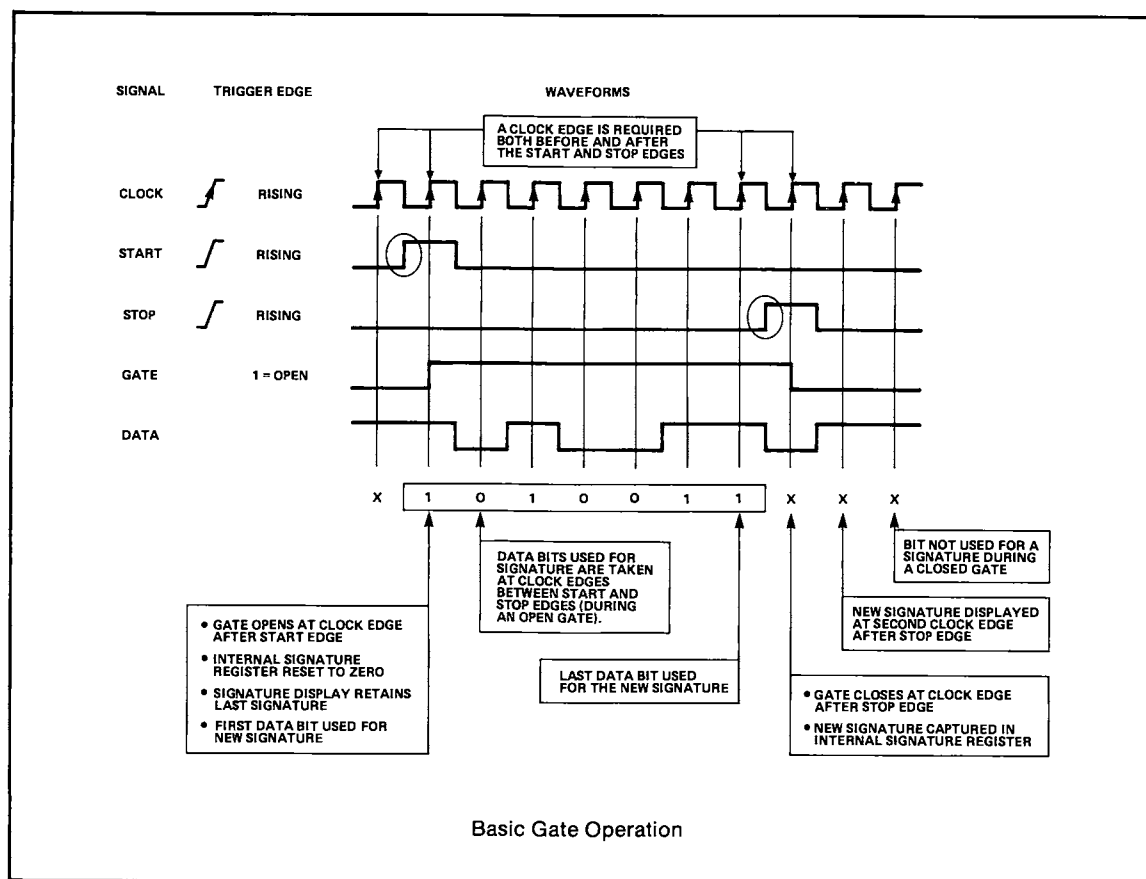 SIGNAL TRIGGER EDGE WAVEFORMS
A CLOCK EDGE IS REQUIRED
BOTH BEFORE AND AFTER
THE START AND STOP EDGES
CLOCK RISING
START RISING
STOP RISING
GATE 1 = OPEN
DATA
X 1 0 1 0 0 1 1 X X X
DATA BITS USED FOR
SIGNATURE ARE TAKEN
AT CLOCK EDGES
BETWEEN START AND
STOP EDGES (DURING
AN OPEN GATE).
BIT NOT USED FOR A
SIGNATURE DURING
A CLOSED GATE
NEW SIGNATURE DISPLAYED
AT SECOND CLOCK EDGE
AFTER STOP EDGE
• GATE OPENS AT CLOCK EDGE
AFTER START EDGE
• INTERNAL SIGNATURE
REGISTER RESET TO ZERO
• SIGNATURE DISPLAY RETAINS
LAST SIGNATURE
• FIRST DATA BIT USED FOR
NEW SIGNATURE
LAST DATA BIT USED
FOR THE NEW SIGNATURE
• GATE CLOSES AT CLOCK EDGE
AFTER STOP EDGE
• NEW SIGNATURE CAPTURED IN
INTERNAL SIGNATURE REGISTER
Basic Gate Operation